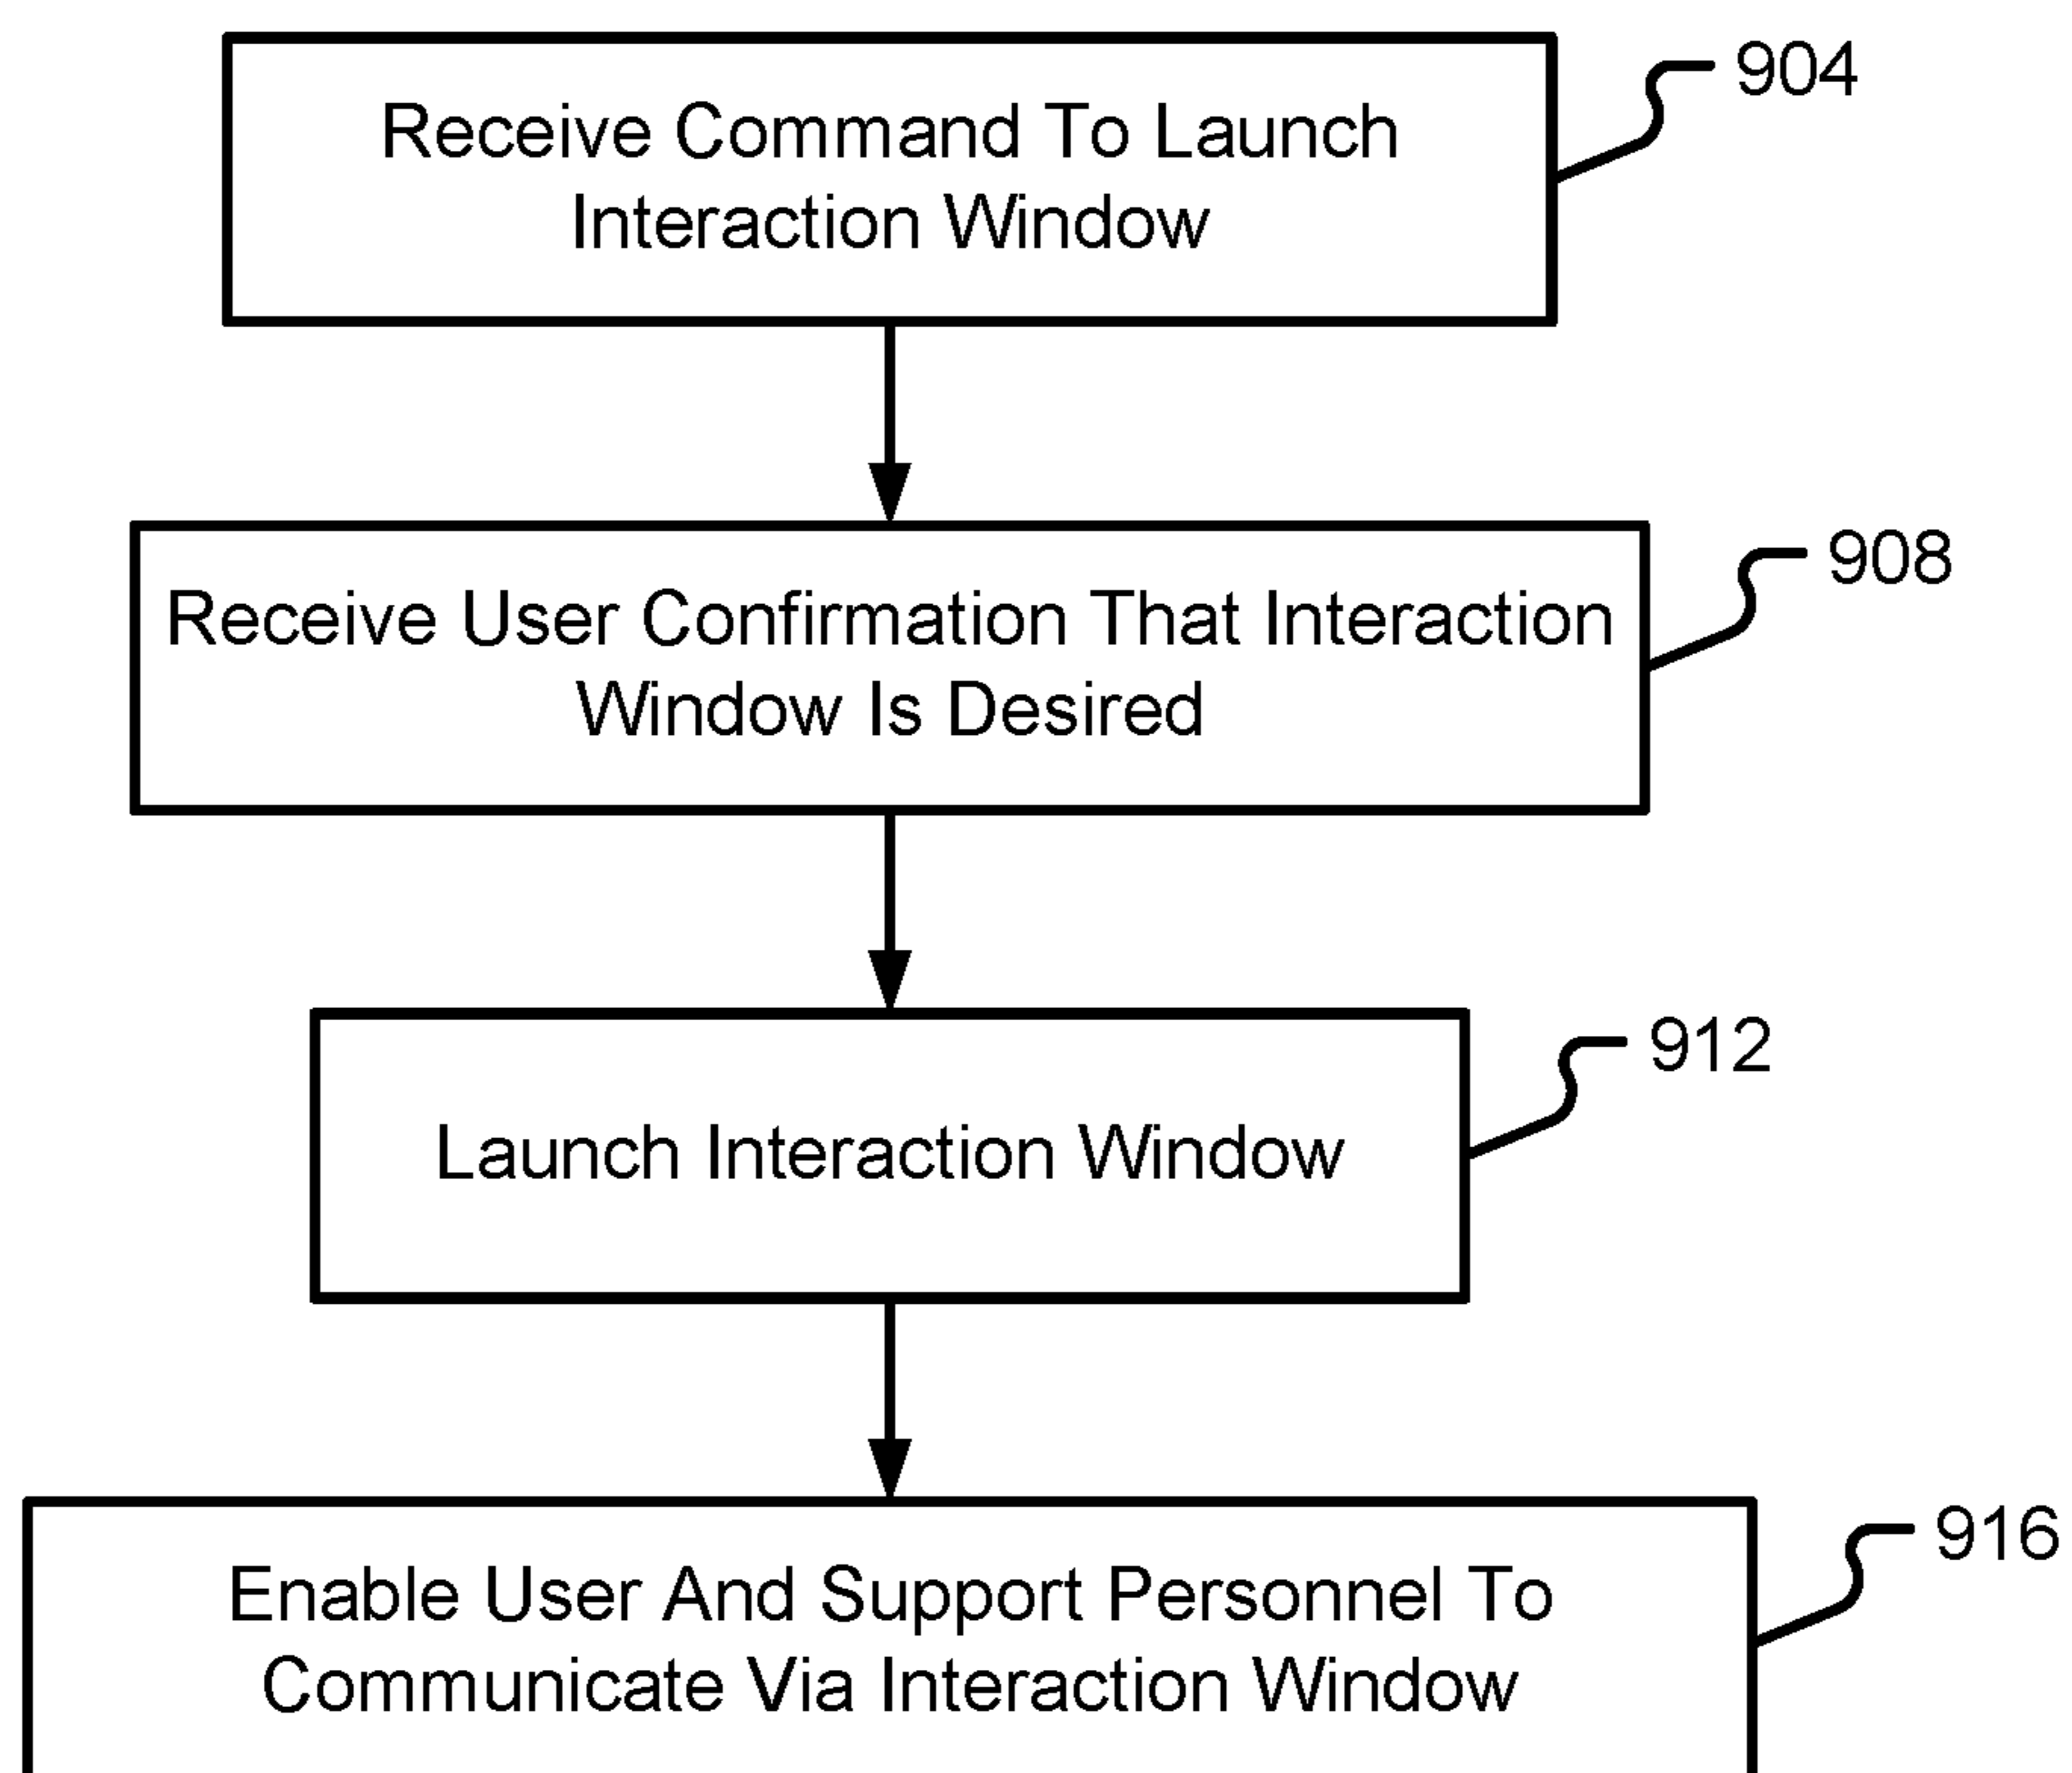 904
Receive Command To Launch
Interaction Window
908
Receive User Confirmation That Interaction
Window Is Desired
912
Launch Interaction Window
916
Enable User And Support Personnel To
Communicate Via Interaction Window